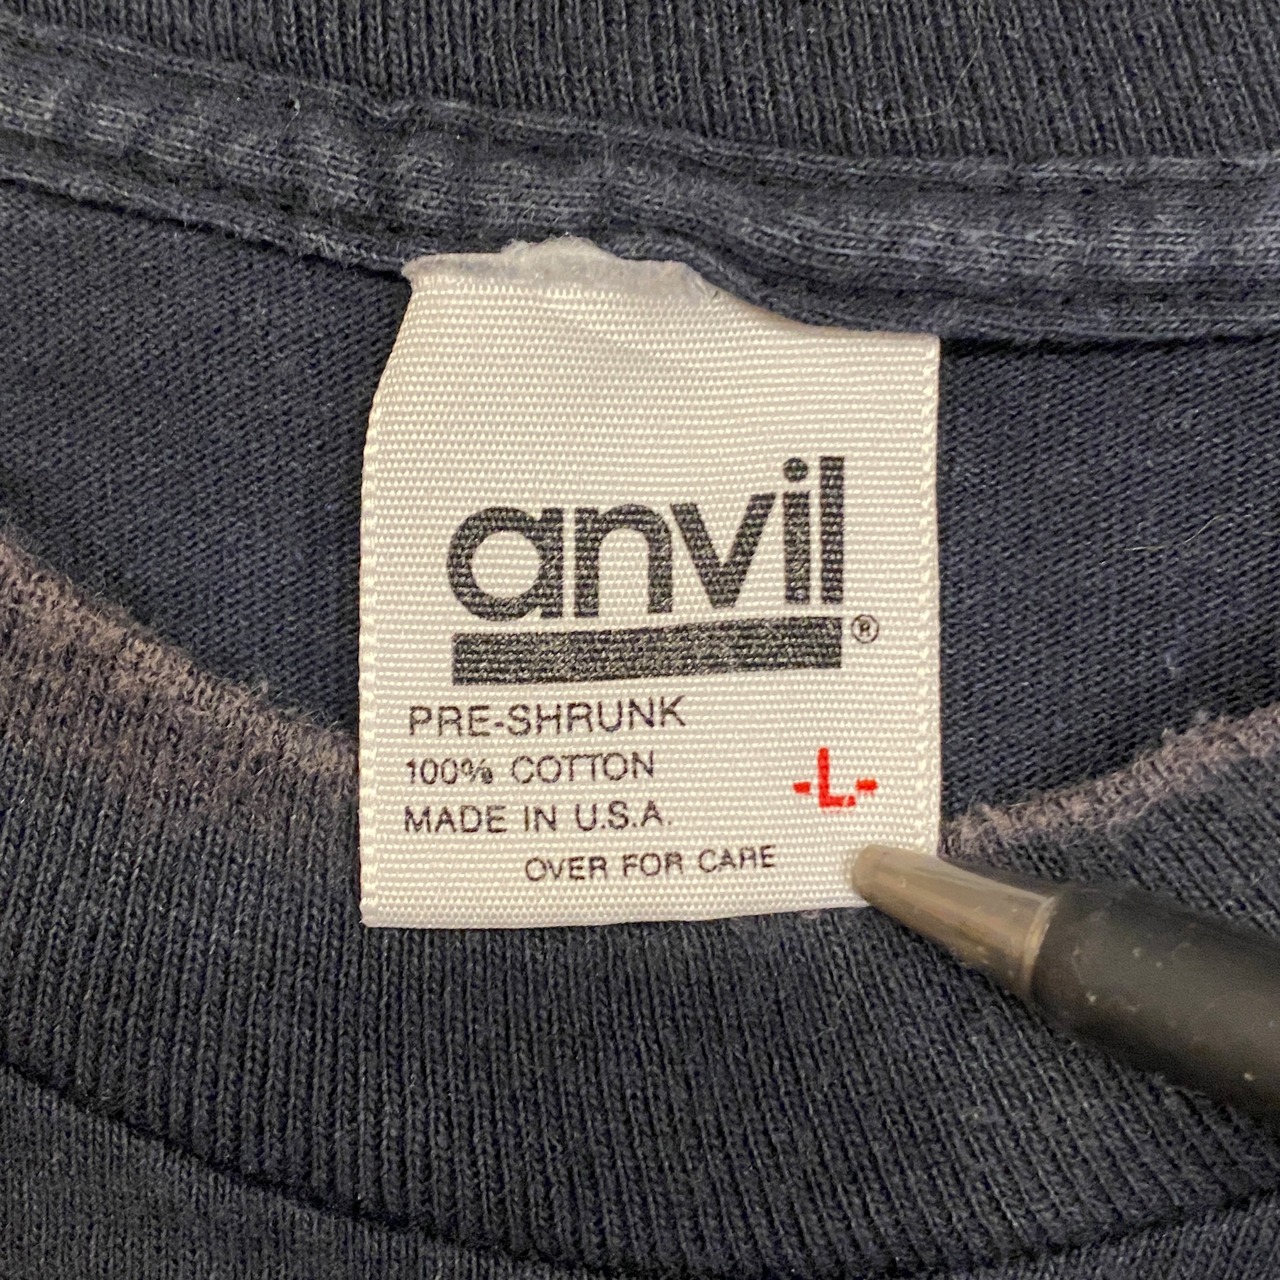 anvil®
PRE-SHRUNK
100% COTTON
MADE IN U.S.A.
-L-
OVER FOR CARE